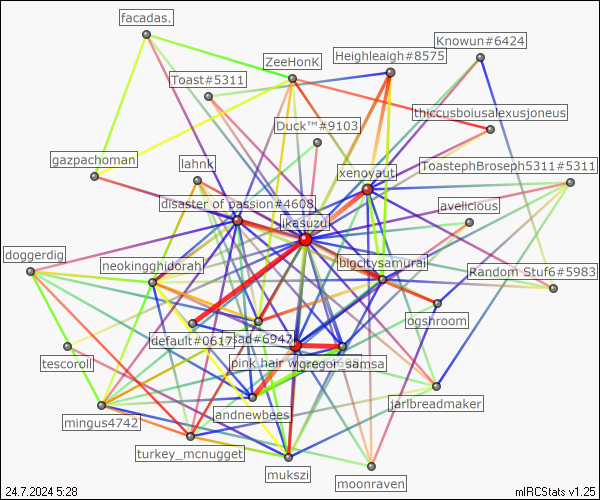 facadas.
Knowun#6424
Heighleaigh#8575
ZeeHonK
Toast#5311
thiccusboiusalexusjoneus
Duck™#9103
gazpachoman
lahnk
xenoyaut
ToastephBroseph5311#5311
disaster of passion#4608
avelicious
ikasuzu
doggerdig
neokingghidorah
bigcitysamurai
Random Stuf6#5983
ogshroom
default#0617
sad#6947
tescoroll
pink hair w
gregor samsa
jarlbreadmaker
andnewbees
mingus4742
turkey_mcnugget
mukszi
moonraven
24.7.2024 5:28
mIRCStats v1.25